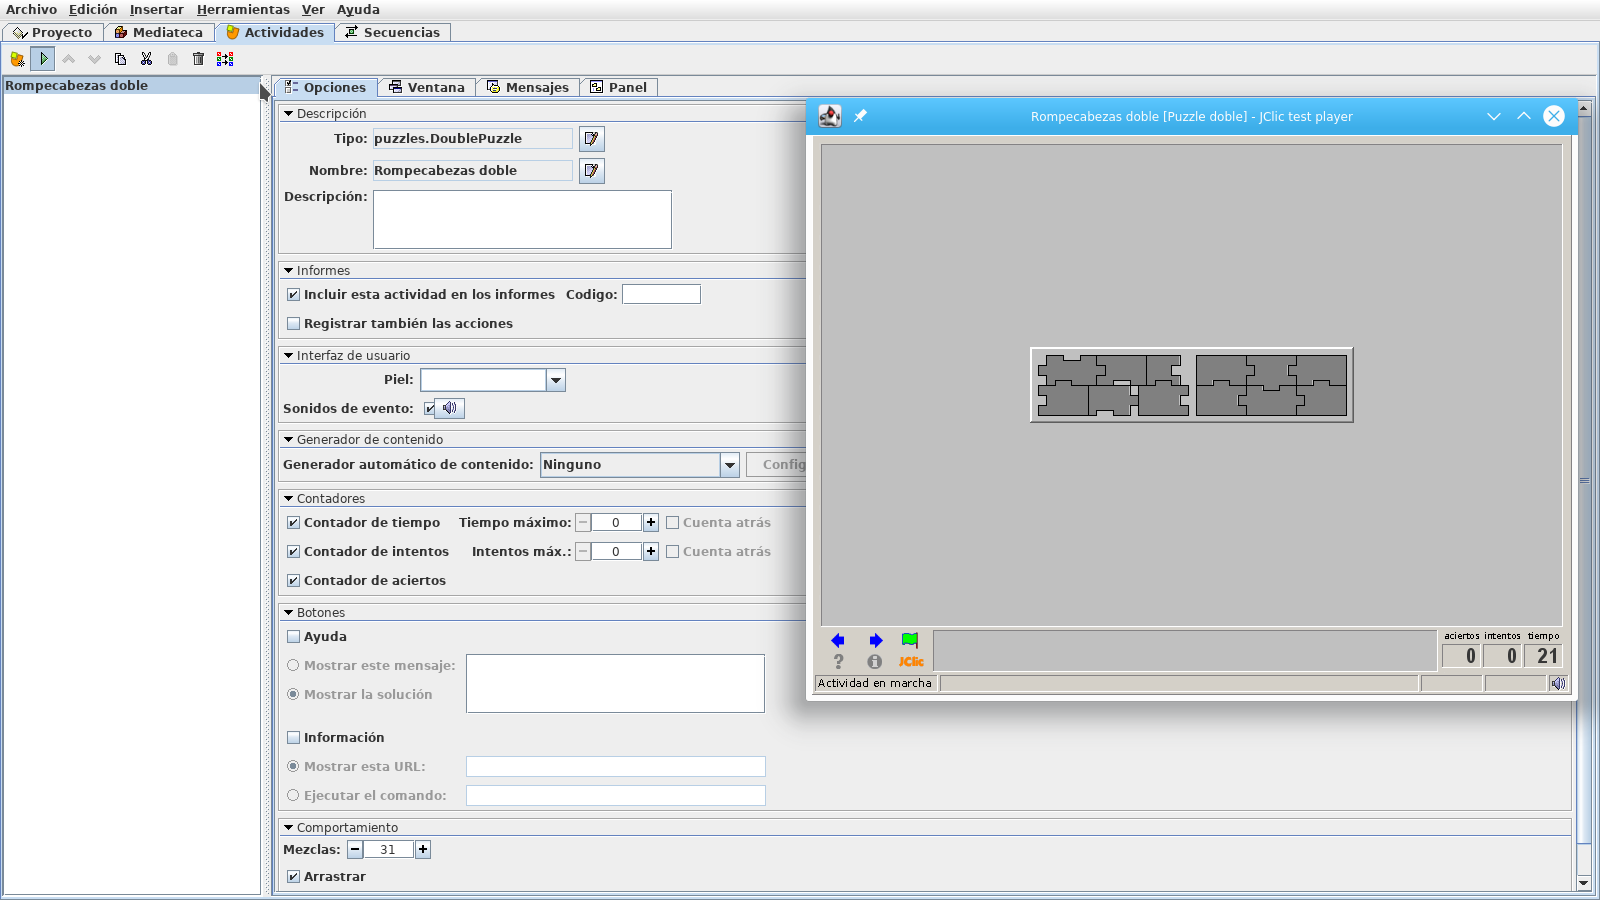 Archivo Edición Insertar Herramientas Ver Ayuda
Proyecto Mediateca Actividades Secuencias
Rompecabezas doble
Opciones Ventana Mensajes Panel
Descripción
Tipo: puzzles.DoublePuzzle
Nombre: Rompecabezas doble
Descripción:
Informes
Incluir esta actividad en los informes Codigo:
Registrar también las acciones
Interfaz de usuario
Piel:
Sonidos de evento:
Generador de contenido
Generador automático de contenido: Ninguno Config
Contadores
Contador de tiempo Tiempo máximo: 0 Cuenta atrás
Contador de intentos Intentos máx.: 0 Cuenta atrás
Contador de aciertos
Botones
Ayuda
Mostrar este mensaje:
Mostrar la solución
Información
Mostrar esta URL:
Ejecutar el comando:
Comportamiento
Mezclas: 31
Arrastrar
Rompecabezas doble [Puzzle doble] - JClic test player
aciertos intentos tiempo
JClic 0 0 21
Actividad en marcha